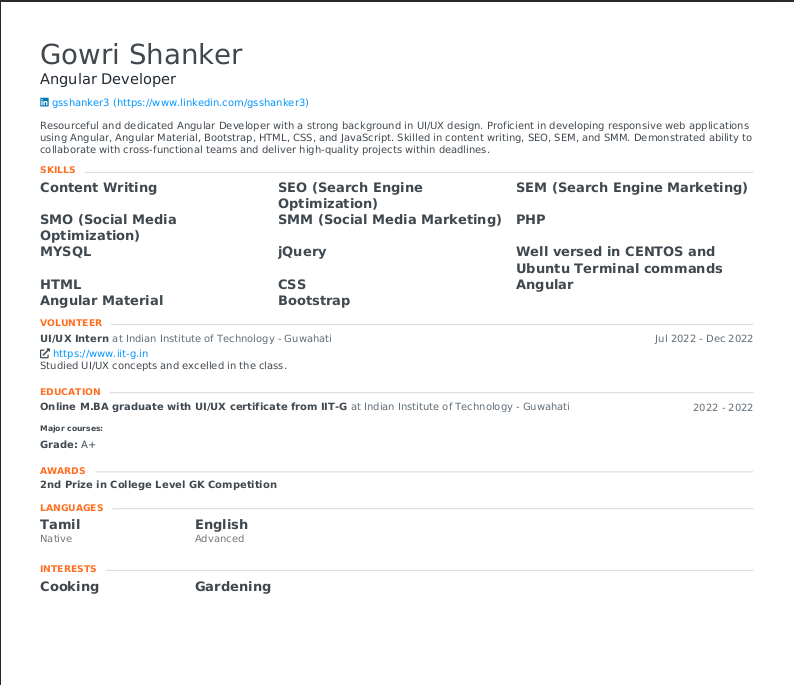 Gowri Shanker
Angular Developer
gsshanker3 (https://www.linkedin.com/gsshanker3)
Resourceful and dedicated Angular Developer with a strong background in UI/UX design. Proficient in developing responsive web applications
using Angular, Angular Material, Bootstrap, HTML, CSS, and JavaScript. Skilled in content writing, SEO, SEM, and SMM. Demonstrated ability to
collaborate with cross-functional teams and deliver high-quality projects within deadlines.
SKILLS
Content Writing SEO (Search Engine SEM (Search Engine Marketing)
Optimization)
SMO (Social Media SMM (Social Media Marketing) PHP
Optimization)
MYSQL jQuery Well versed in CENTOS and
Ubuntu Terminal commands
HTML CSS Angular
Angular Material Bootstrap
VOLUNTEER
UI/UX Intern at Indian Institute of Technology - Guwahati Jul 2022 - Dec 2022
https://www.iit-g.in
Studied UI/UX concepts and excelled in the class.
EDUCATION
Online M.BA graduate with UI/UX certificate from IIT-G at Indian Institute of Technology - Guwahati 2022 - 2022
Major courses:
Grade: A+
AWARDS
2nd Prize in College Level GK Competition
LANGUAGES
Tamil English
Native Advanced
INTERESTS
Cooking Gardening